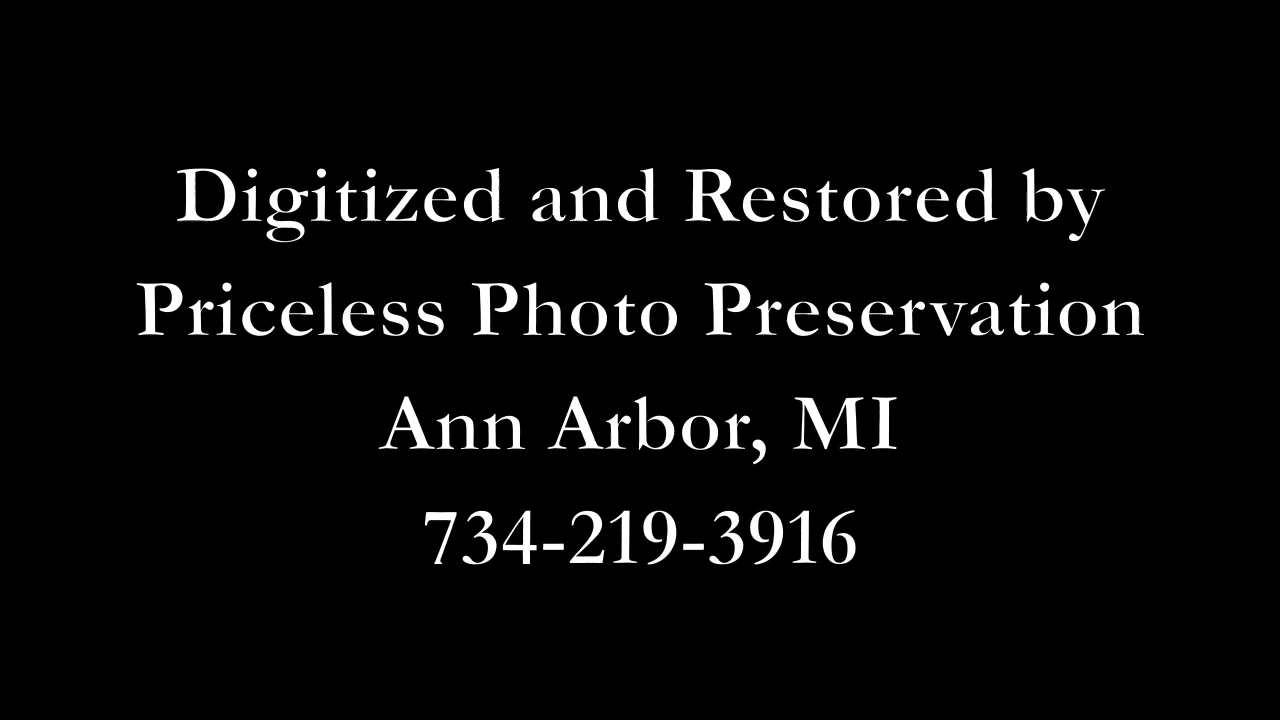 Digitized and Restored by
Priceless Photo Preservation
Ann Arbor, MI
734-219-3916